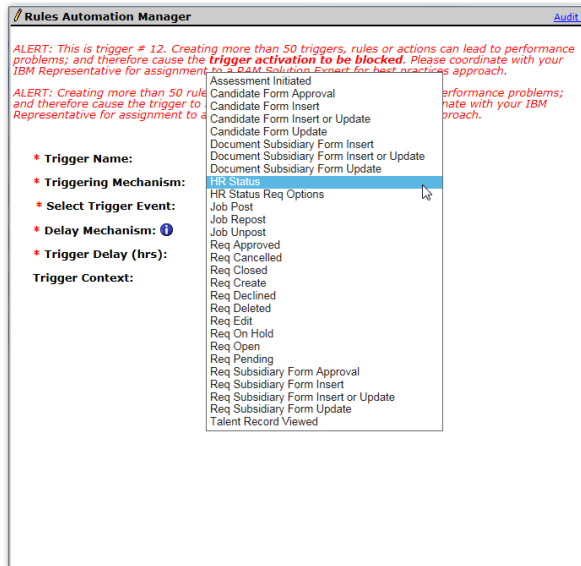 Rules Automation Manager
Audit
ALERT: This is trigger # 12. Creating more than 50 triggers, rules or actions can lead to performance
problems; and therefore cause the trigger activation to be blocked. Please coordinate with your
IBM Representative for assignment to a RAM Solution Expert for best practices approach.
ALERT: Creating more than 50 rule erformance problems;
and therefore cause the trigger to nate with your IBM
Representative for assignment to a roach.
* Trigger Name:
* Triggering Mechanism:
* Select Trigger Event:
* Delay Mechanism:
* Trigger Delay (hrs):
Trigger Context:
Assessment Initiated
Candidate Form Approval
Candidate Form Insert
Candidate Form Insert or Update
Candidate Form Update
Document Subsidiary Form Insert
Document Subsidiary Form Insert or Update
Document Subsidiary Form Update
HR Status
HR Status Req Options
Job Post
Job Repost
Job Unpost
Req Approved
Req Cancelled
Req Closed
Req Create
Req Declined
Req Deleted
Req Edit
Req On Hold
Req Open
Req Pending
Req Subsidiary Form Approval
Req Subsidiary Form Insert
Req Subsidiary Form Insert or Update
Req Subsidiary Form Update
Talent Record Viewed